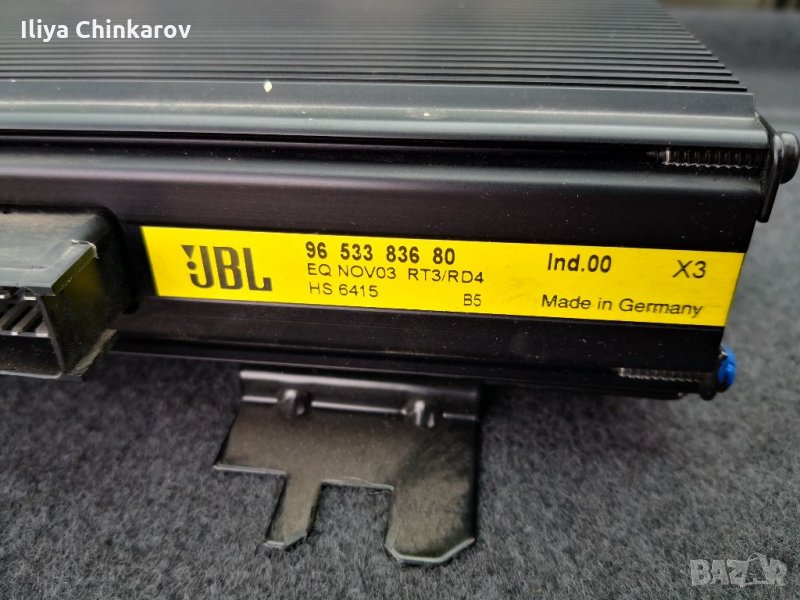 Iliya Chinkarov
JBL
96 533 836 80
Ind.00
X3
EQ NOV03 RT3/RD4
HS 6415
B5
Made in Germany
BAZAR